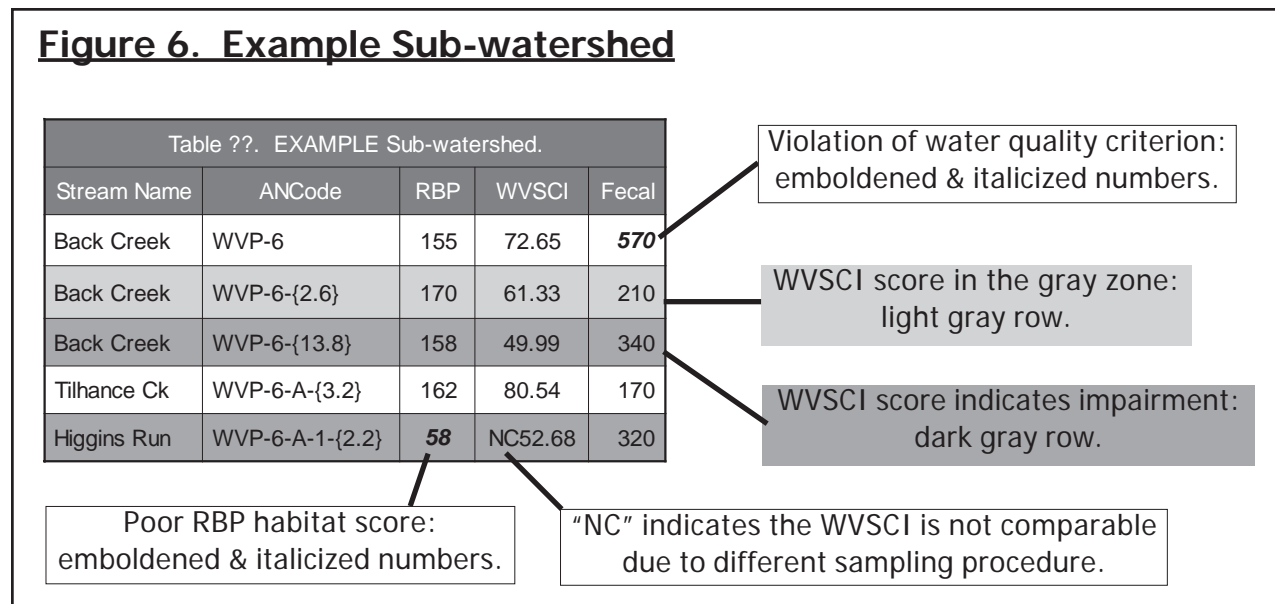 Figure 6. Example Sub-watershed
Table ??. EXAMPLE Sub-watershed.
Stream Name ANCode RBP WVSCI Fecal
Back Creek WVP-6 155 72.65 570
Back Creek WVP-6-{2.6} 170 61.33 210
Back Creek WVP-6-{13.8} 158 49.99 340
Tilhance Ck WVP-6-A-{3.2} 162 80.54 170
Higgins Run WVP-6-A-1-{2.2} 58 NC52.68 320
Violation of water quality criterion:
emboldened & italicized numbers.
WVSCI score in the gray zone:
light gray row.
WVSCI score indicates impairment:
dark gray row.
Poor RBP habitat score:
emboldened & italicized numbers.
“NC” indicates the WVSCI is not comparable
due to different sampling procedure.